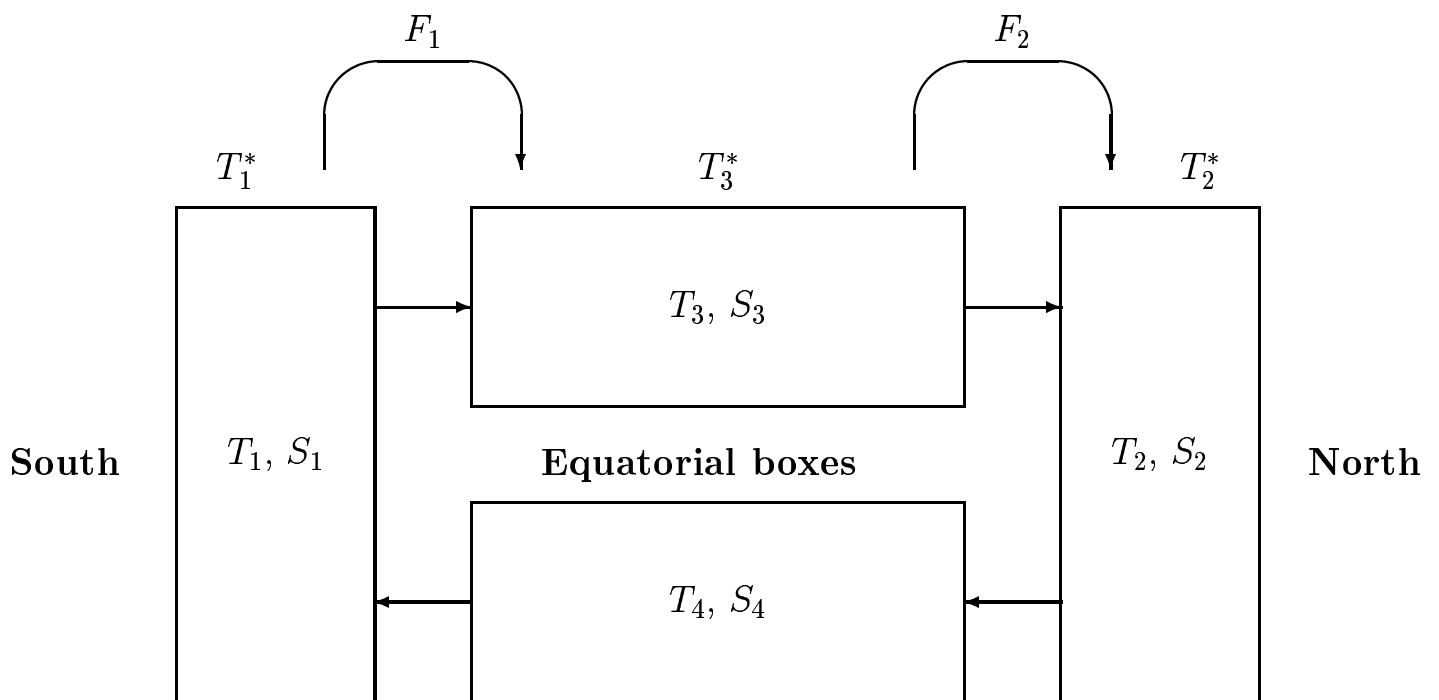 F₁ F₂
T₁* T₃* T₂*
T₃, S₃
T₁, S₁ T₂, S₂
South Equatorial boxes North
T₄, S₄